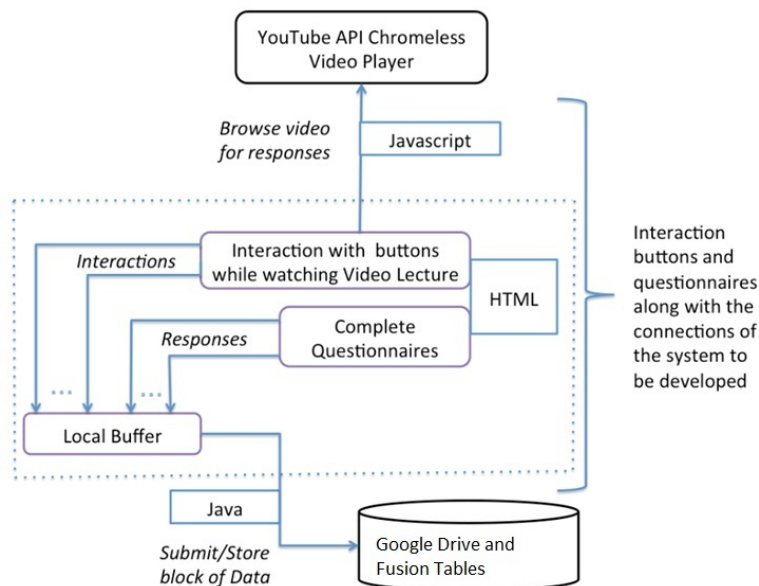 YouTube API Chromeless
Video Player
Browse video
for responses
Javascript
Interactions
Interaction with buttons
while watching Video Lecture
HTML
Responses
Complete
Questionnaires
...
...
Local Buffer
Java
Submit/Store
block of Data
Google Drive and
Fusion Tables
Interaction
buttons and
questionnaires
along with the
connections of
the system to
be developed